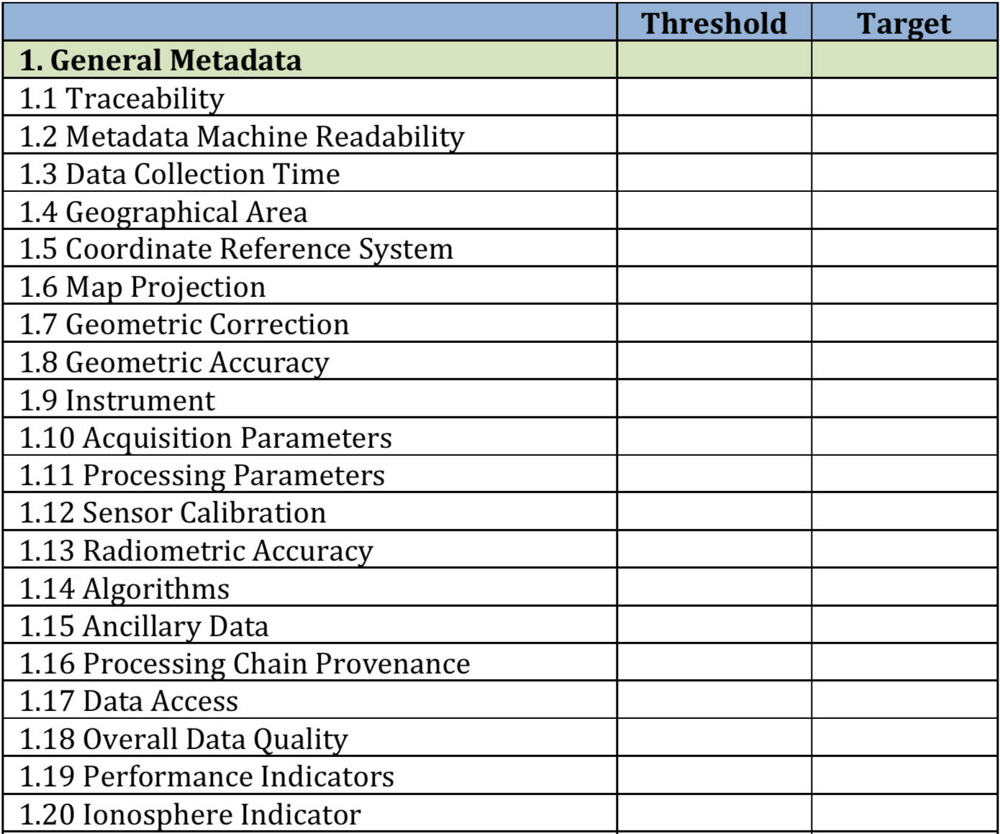 Threshold Target
1. General Metadata
1.1 Traceability
1.2 Metadata Machine Readability
1.3 Data Collection Time
1.4 Geographical Area
1.5 Coordinate Reference System
1.6 Map Projection
1.7 Geometric Correction
1.8 Geometric Accuracy
1.9 Instrument
1.10 Acquisition Parameters
1.11 Processing Parameters
1.12 Sensor Calibration
1.13 Radiometric Accuracy
1.14 Algorithms
1.15 Ancillary Data
1.16 Processing Chain Provenance
1.17 Data Access
1.18 Overall Data Quality
1.19 Performance Indicators
1.20 Ionosphere Indicator